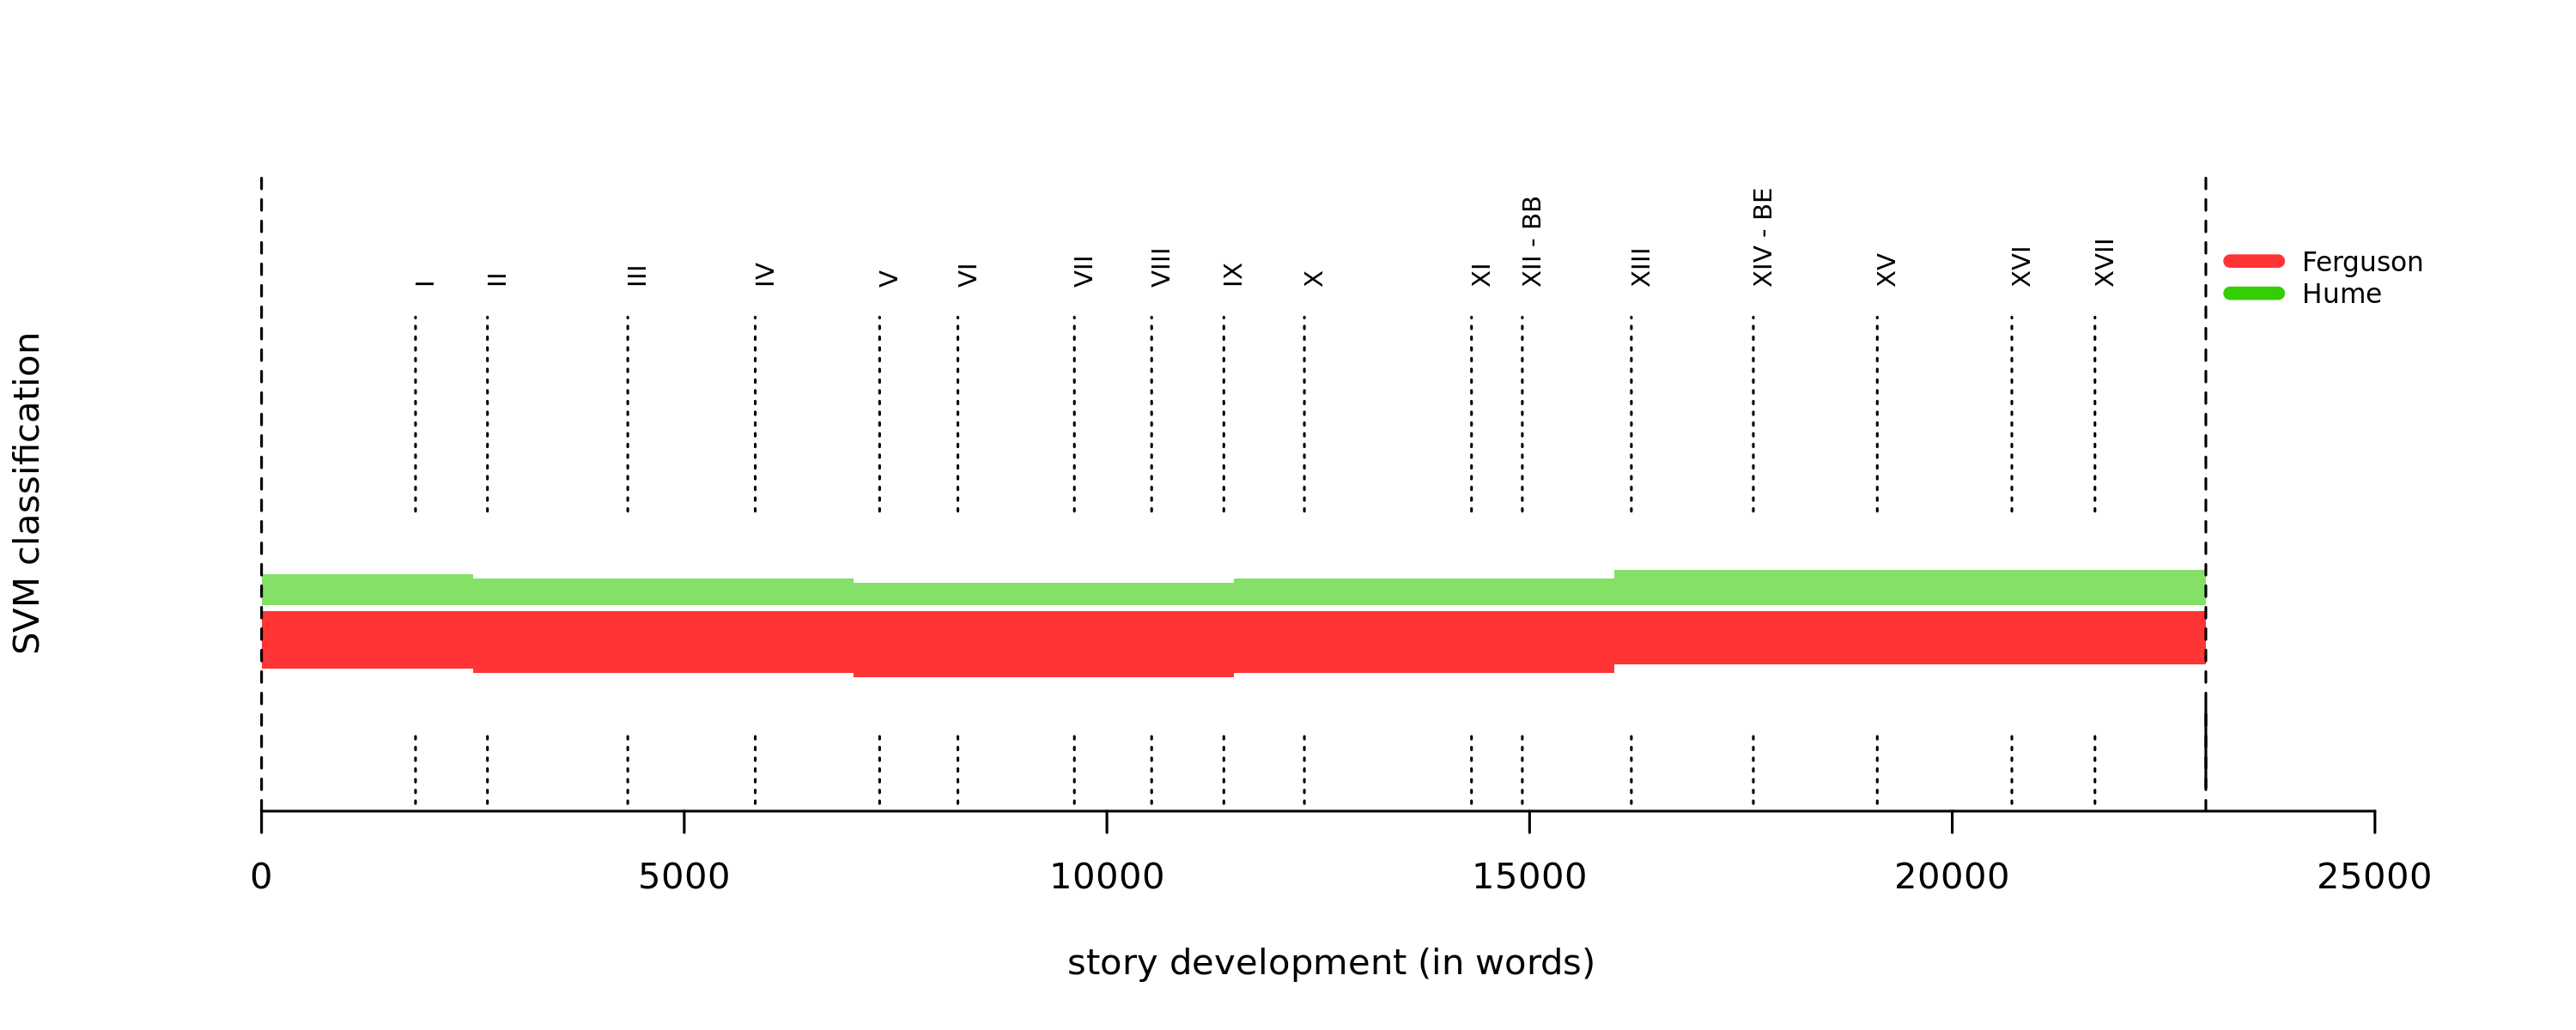 I
II
III
IV
V
VI
VII
VIII
IX
X
XI
XII - BB
XIII
XIV - BE
XV
XVI
XVII
Ferguson
Hume
SVM classification
0 5000 10000 15000 20000 25000
story development (in words)